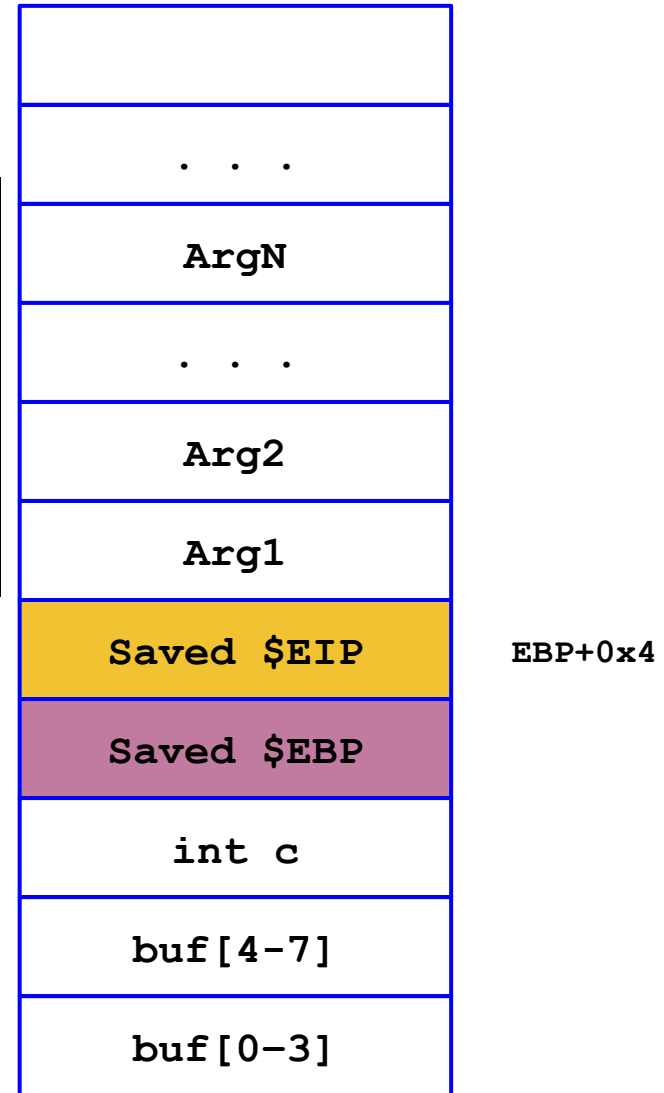 . . .
ArgN
. . .
Arg2
Arg1
Saved $EIP
EBP+0x4
Saved $EBP
int c
buf[4-7]
buf[0-3]